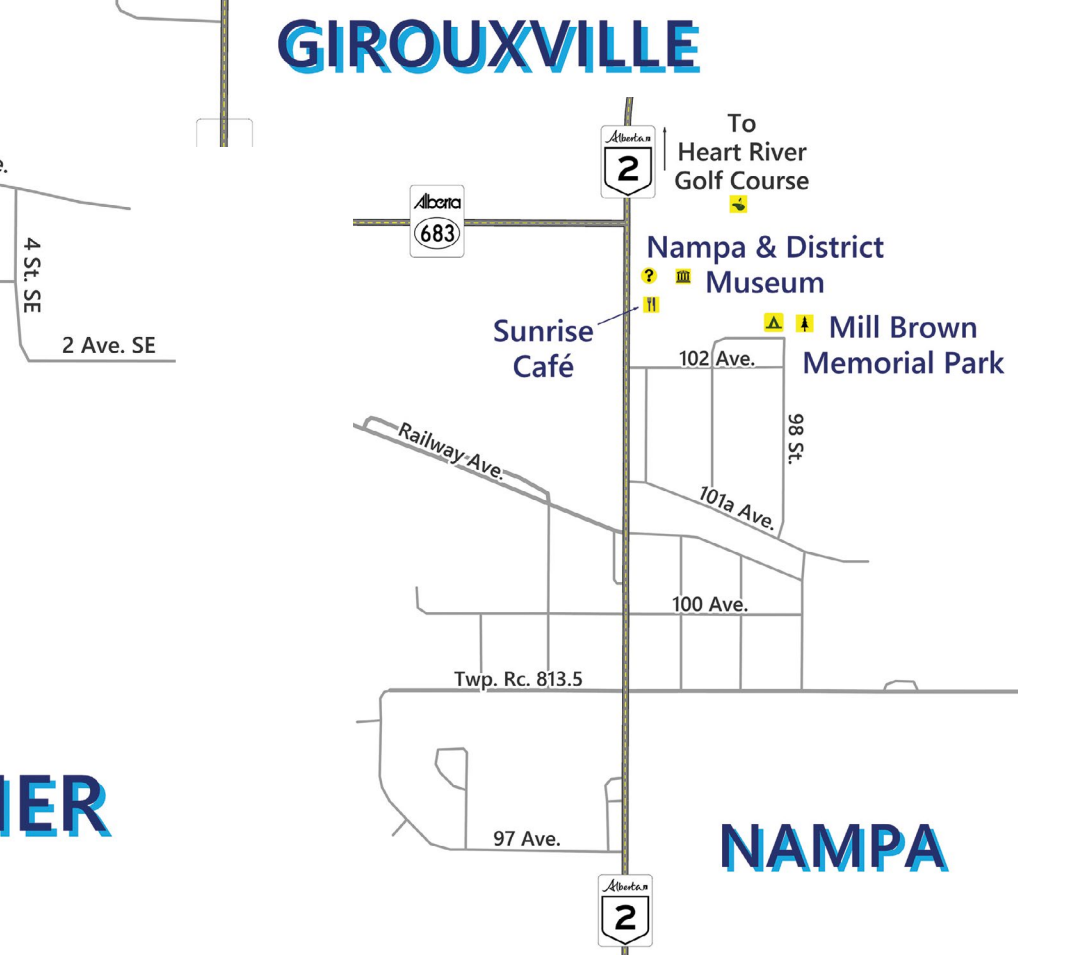 GIROUXVILLE
e.
4 St. SE
2 Ave. SE
Alberta
2
To
Heart River
Golf Course
Alberta
683
Nampa & District
?
Museum
Sunrise
Café
Mill Brown
Memorial Park
102 Ave.
98 St.
Railway Ave.
101a Ave.
100 Ave.
Twp. Rc. 813.5
IER
97 Ave.
NAMPA
Alberta
2